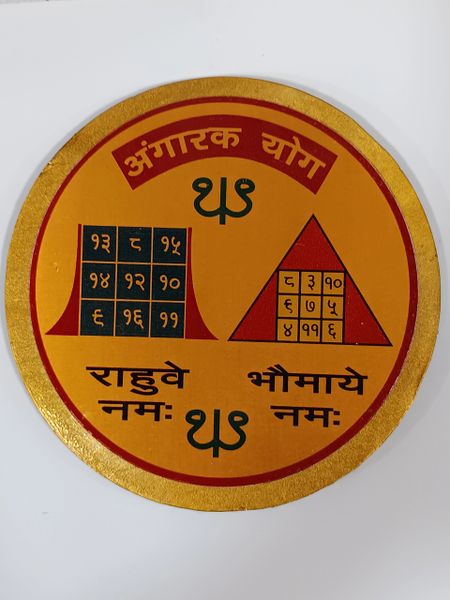 अंगारक योग
१३ ८ १५
१४ १२ १०
९ १६ ११
८ ३ १०
९ ७ ५
४ ११ ६
राहुवे
नमः
भौमाये
नमः